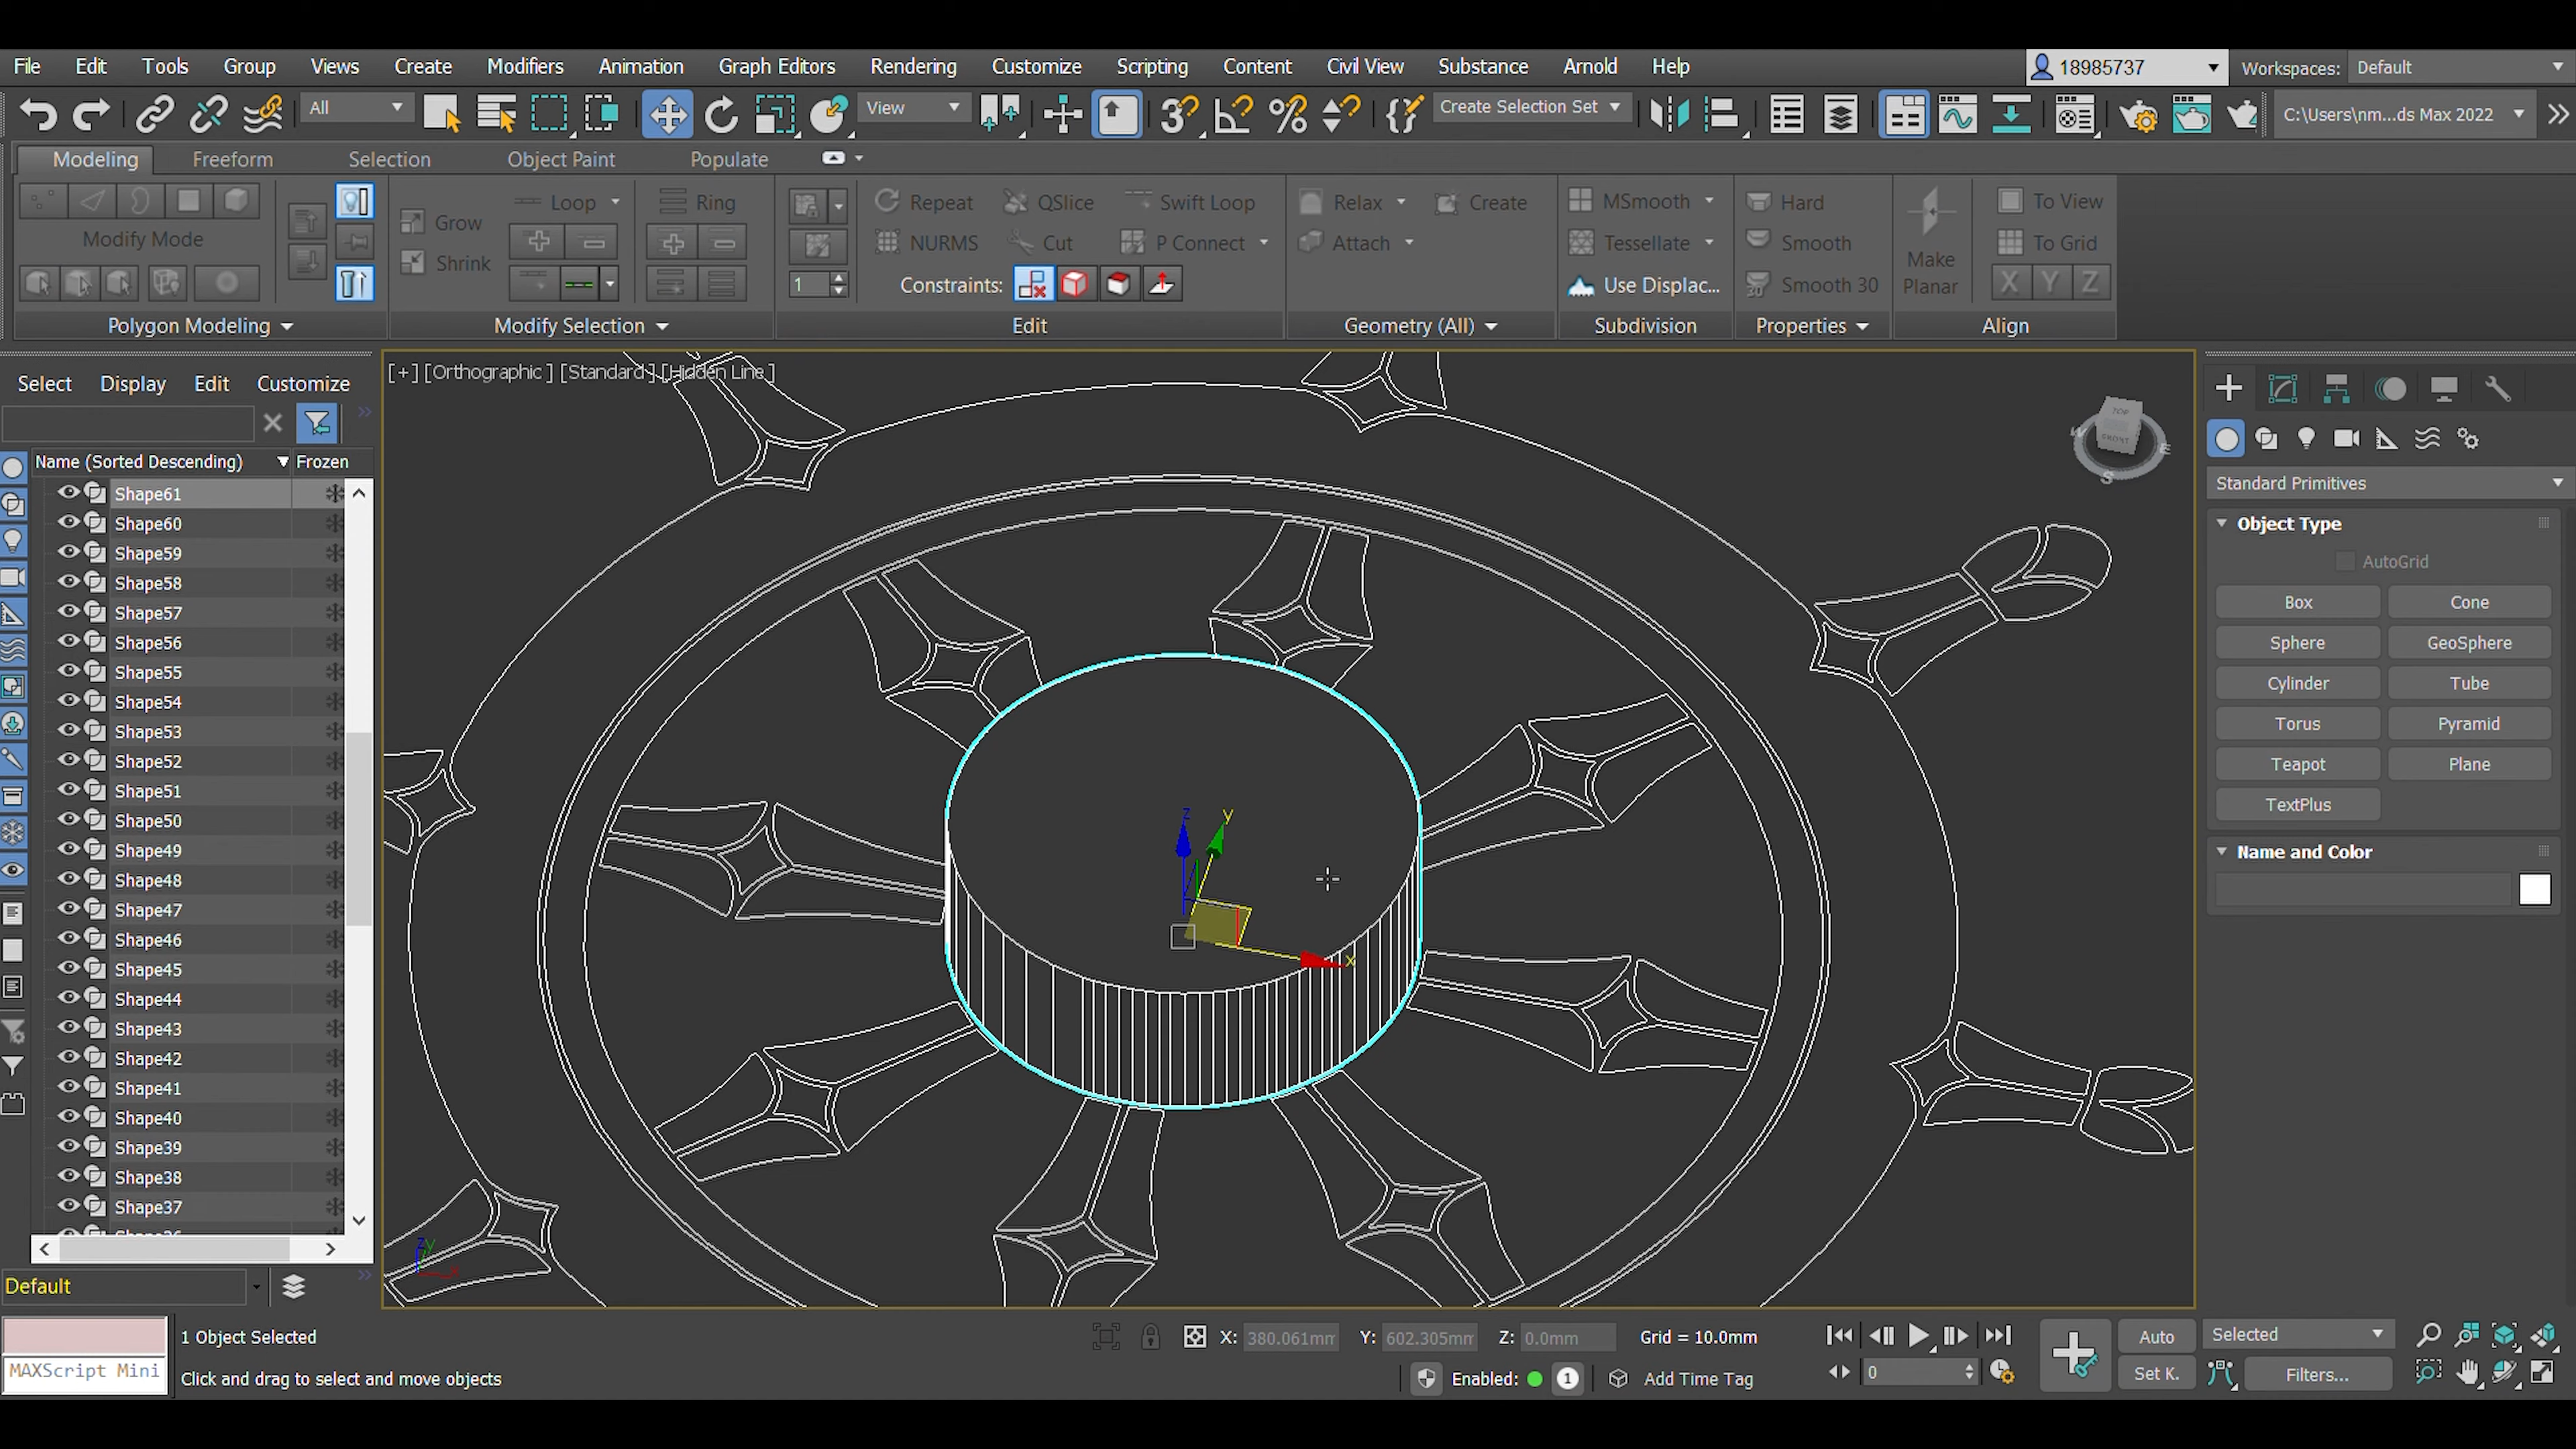 File Edit Tools Group Views Create Modifiers Animation Graph Editors Rendering Customize Scripting Content Civil View Substance Arnold Help 18985737 Workspaces: Default
All View Create Selection Set C:\Users\nm...ds Max 2022
Modeling Freeform Selection Object Paint Populate
Modify Mode
Grow
Shrink
Loop Ring
1
Repeat QSlice Swift Loop
NURMS Cut P Connect
Constraints:
Relax Create
Attach
MSmooth
Tessellate
Use Displac...
Hard
Smooth
Smooth 30
Make
Planar
To View
To Grid
X Y Z
Polygon Modeling Modify Selection Edit Geometry (All) Subdivision Properties Align
Select Display Edit Customize
Name (Sorted Descending) Frozen
Shape61
Shape60
Shape59
Shape58
Shape57
Shape56
Shape55
Shape54
Shape53
Shape52
Shape51
Shape50
Shape49
Shape48
Shape47
Shape46
Shape45
Shape44
Shape43
Shape42
Shape41
Shape40
Shape39
Shape38
Shape37
Default
[+] [Orthographic ] [Standard ] [Hidden Line ]
TOP
FRONT
W E S
z y x
Standard Primitives
Object Type
AutoGrid
Box Cone
Sphere GeoSphere
Cylinder Tube
Torus Pyramid
Teapot Plane
TextPlus
Name and Color
1 Object Selected
MAXScript Mini
Click and drag to select and move objects
X: 380.061mm Y: 602.305mm Z: 0.0mm Grid = 10.0mm
Enabled: 1 Add Time Tag
0
Auto Selected
Set K. Filters...